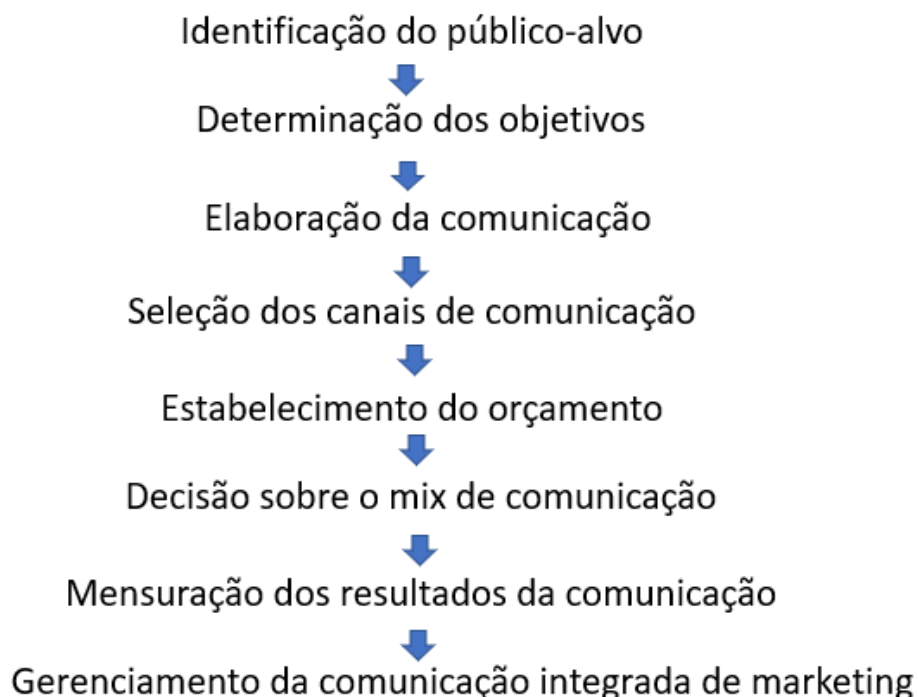 Identificação do público-alvo
Determinação dos objetivos
Elaboração da comunicação
Seleção dos canais de comunicação
Estabelecimento do orçamento
Decisão sobre o mix de comunicação
Mensuração dos resultados da comunicação
Gerenciamento da comunicação integrada de marketing